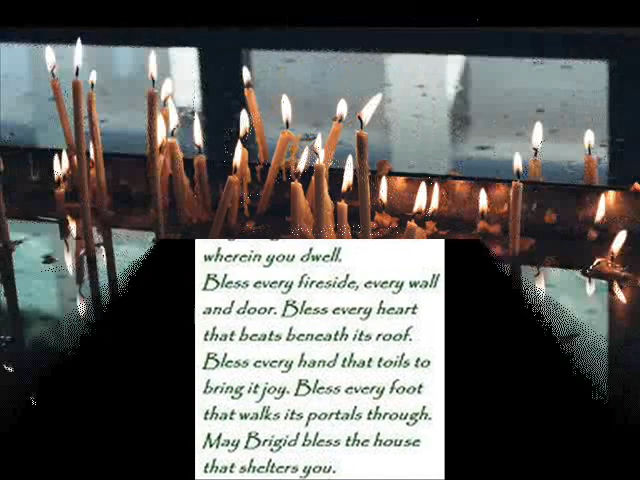 wherein you dwell.
Bless every fireside, every wall
and door. Bless every heart
that beats beneath its roof.
Bless every hand that toils to
bring it joy. Bless every foot
that walks its portals through.
May Brigid bless the house
that shelters you.